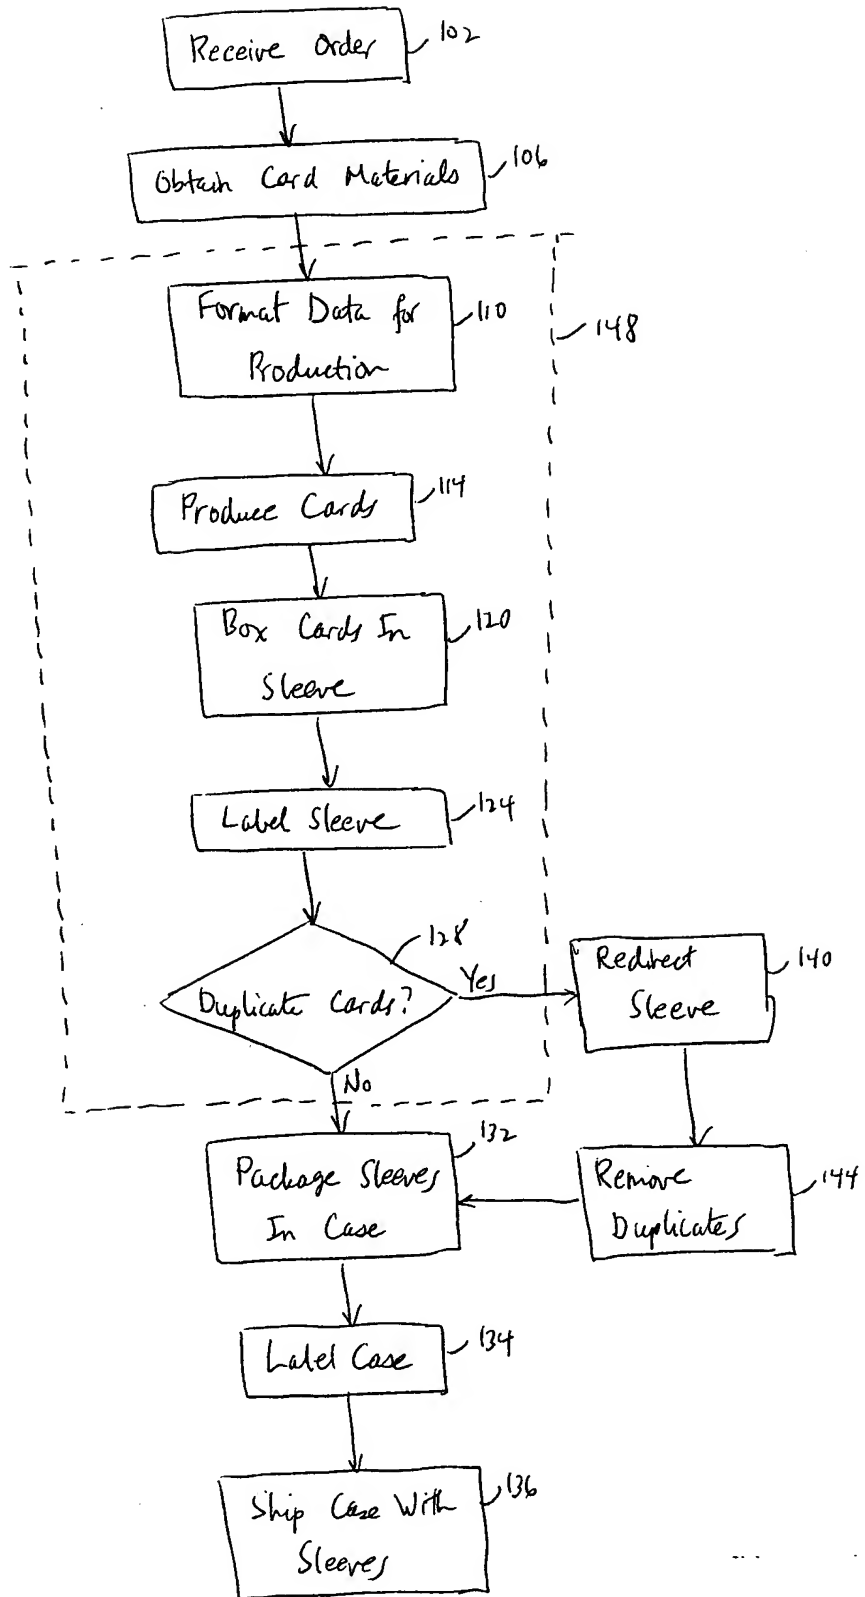 Receive Order
102
Obtain Card Materials
106
Format Data for
Production
110
148
Produce Cards
114
Box Cards In
Sleeve
120
Label Sleeve
124
128
Duplicate Cards?
Yes
No
Redirect
Sleeve
140
132
Package Sleeves
In Case
Remove
Duplicates
144
Label Case
134
Ship Case With
Sleeves
136